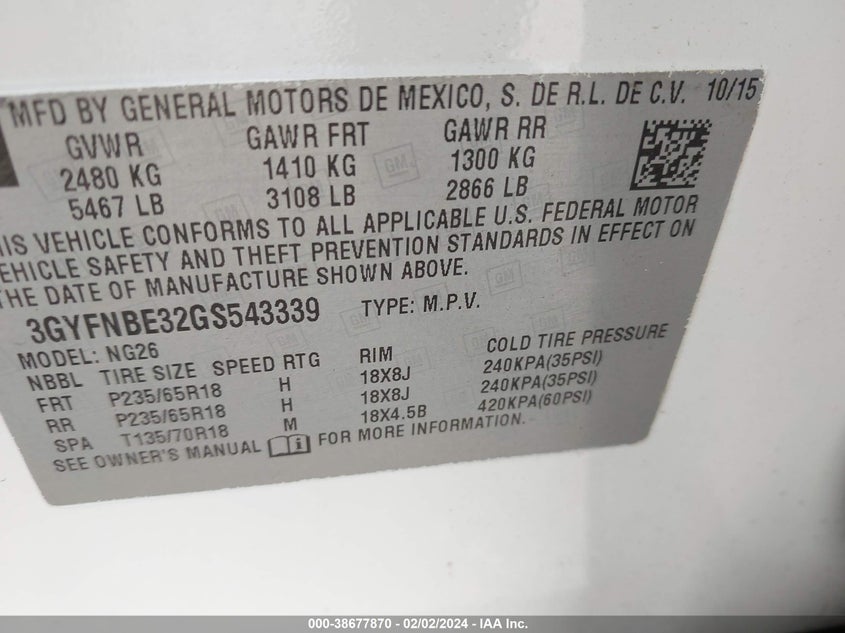 MFD BY GENERAL MOTORS DE MEXICO, S. DE R.L. DE C.V. 10/15
GVWR GAWR FRT GAWR RR
2480 KG 1410 KG 1300 KG
5467 LB 3108 LB 2866 LB
HIS VEHICLE CONFORMS TO ALL APPLICABLE U.S. FEDERAL MOTOR
VEHICLE SAFETY AND THEFT PREVENTION STANDARDS IN EFFECT ON
THE DATE OF MANUFACTURE SHOWN ABOVE.
3GYFNBE32GS543339 TYPE: M.P.V.
MODEL: NG26
NBBL TIRE SIZE SPEED RTG RIM COLD TIRE PRESSURE
FRT P235/65R18 H 18X8J 240KPA(35PSI)
RR P235/65R18 H 18X8J 240KPA(35PSI)
SPA T135/70R18 M 18X4.5B 420KPA(60PSI)
SEE OWNER'S MANUAL FOR MORE INFORMATION.
000-38677870 - 02/02/2024 - IAA Inc.